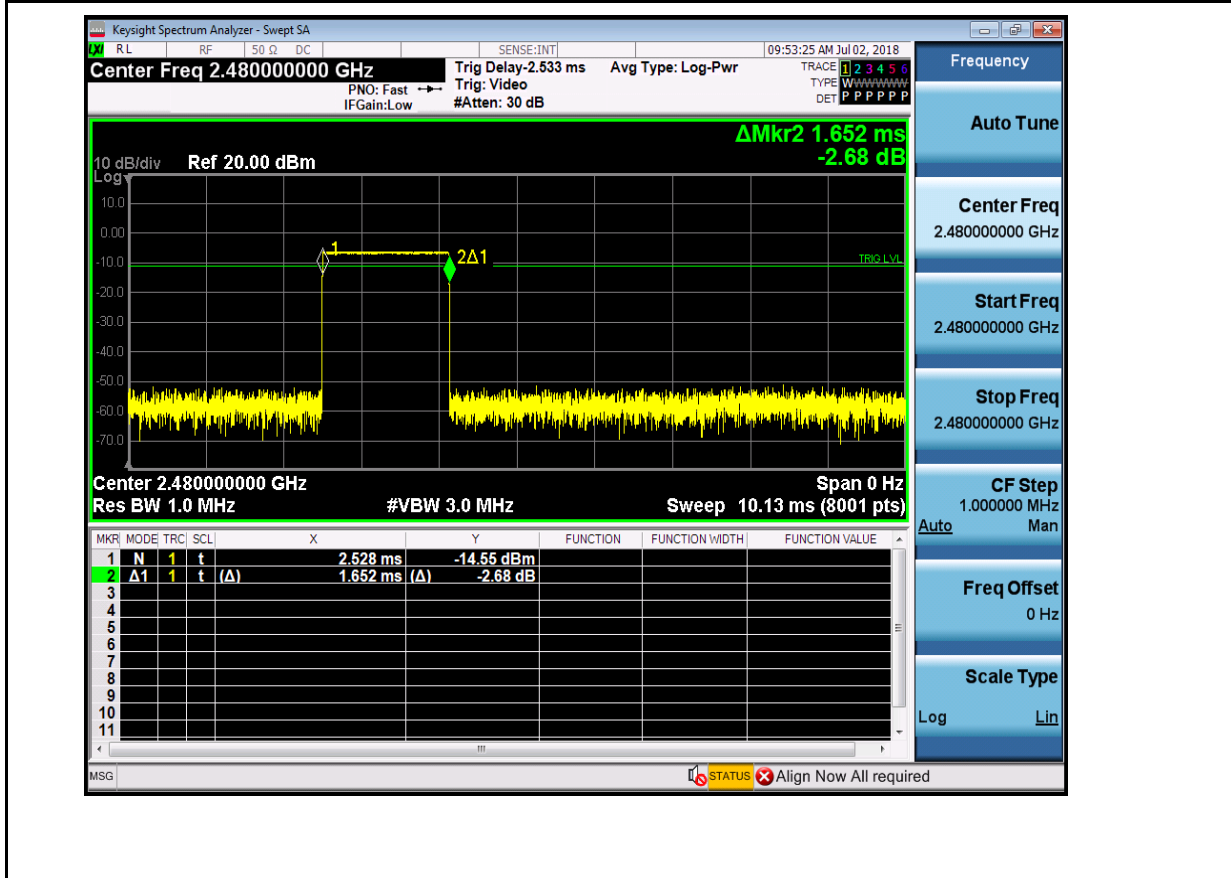 Keysight Spectrum Analyzer - Swept SA
LXI RL RF 50 Ω DC SENSE:INT 09:53:25 AM Jul 02, 2018
Center Freq 2.480000000 GHz
PNO: Fast
IFGain:Low
Trig Delay-2.533 ms
Trig: Video
#Atten: 30 dB
Avg Type: Log-Pwr
TRACE 1 2 3 4 5 6
TYPE WWWWWW
DET P P P P P P
ΔMkr2 1.652 ms
-2.68 dB
10 dB/div Ref 20.00 dBm
Log
10.0
0.00
-10.0
-20.0
-30.0
-40.0
-50.0
-60.0
-70.0
1
2Δ1
TRIG LVL
Center 2.480000000 GHz Span 0 Hz
Res BW 1.0 MHz #VBW 3.0 MHz Sweep 10.13 ms (8001 pts)
MKR MODE TRC SCL X Y FUNCTION FUNCTION WIDTH FUNCTION VALUE
1 N 1 t 2.528 ms -14.55 dBm
2 Δ1 1 t (Δ) 1.652 ms (Δ) -2.68 dB
3
4
5
6
7
8
9
10
11
MSG STATUS Align Now All required
Frequency
Auto Tune
Center Freq
2.480000000 GHz
Start Freq
2.480000000 GHz
Stop Freq
2.480000000 GHz
CF Step
1.000000 MHz
Auto Man
Freq Offset
0 Hz
Scale Type
Log Lin